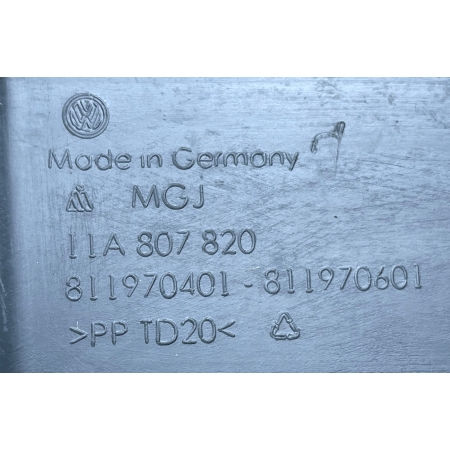 Made in Germany
MGJ
11A 807 820
811970401 - 811970601
>PP TD20<